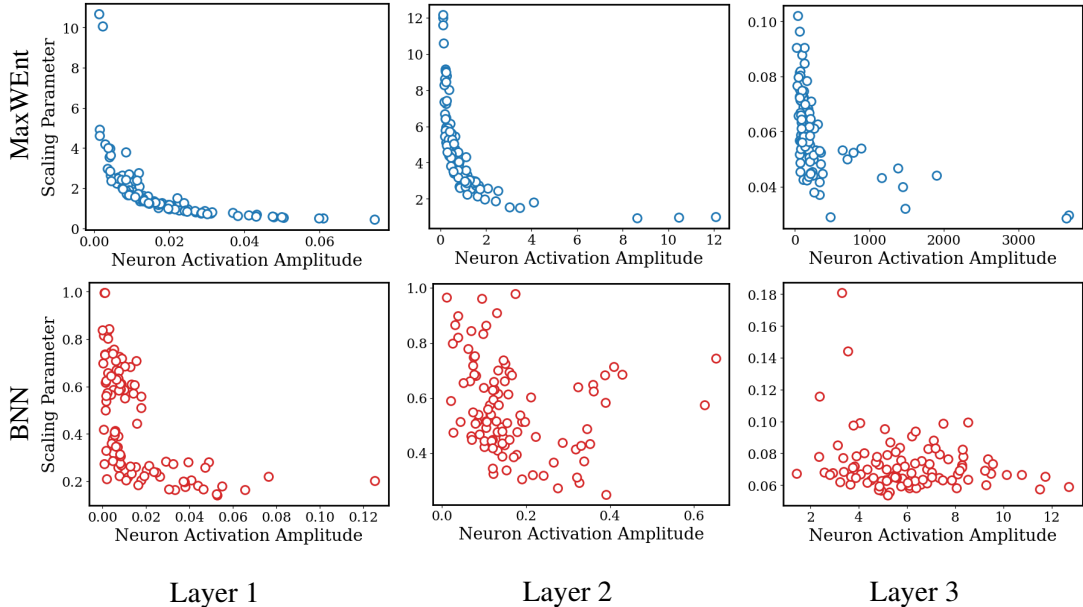 MaxWEnt
Scaling Parameter
10
8
6
4
2
0
0.00 0.02 0.04 0.06
Neuron Activation Amplitude
12
10
8
6
4
2
0 2 4 6 8 10 12
Neuron Activation Amplitude
0.10
0.08
0.06
0.04
0 1000 2000 3000
Neuron Activation Amplitude
BNN
Scaling Parameter
1.0
0.8
0.6
0.4
0.2
0.00 0.02 0.04 0.06 0.08 0.10 0.12
Neuron Activation Amplitude
1.0
0.8
0.6
0.4
0.0 0.2 0.4 0.6
Neuron Activation Amplitude
0.18
0.16
0.14
0.12
0.10
0.08
0.06
2 4 6 8 10 12
Neuron Activation Amplitude
Layer 1 Layer 2 Layer 3